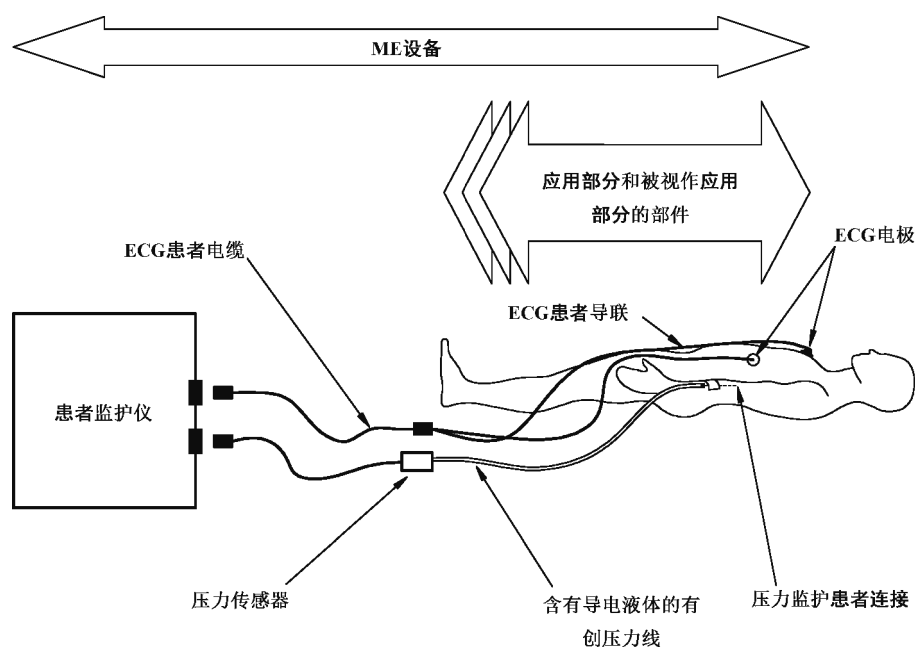 ME设备
应用部分和被视作应用
部分的部件
ECG患者电缆
ECG电极
ECG患者导联
患者监护仪
压力传感器
含有导电液体的有
创压力线
压力监护患者连接